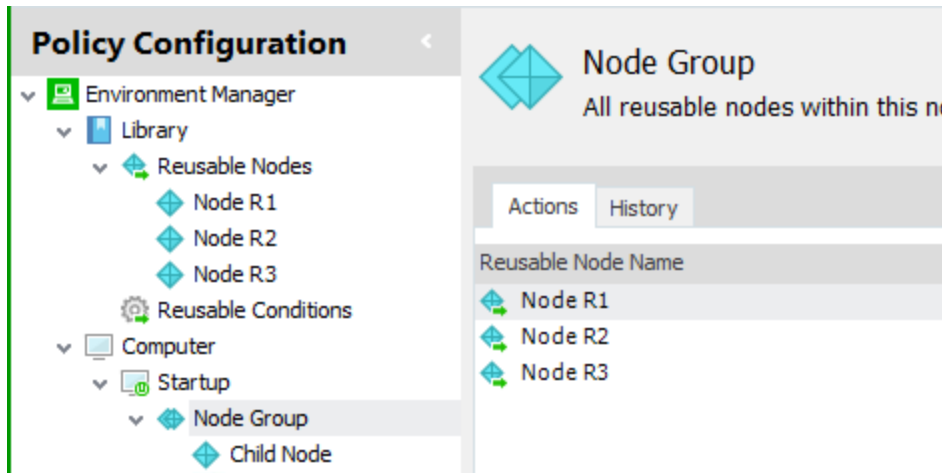 Policy Configuration
Environment Manager
Library
Reusable Nodes
Node R1
Node R2
Node R3
Reusable Conditions
Computer
Startup
Node Group
Child Node
Node Group
All reusable nodes within this
Actions History
Reusable Node Name
Node R1
Node R2
Node R3